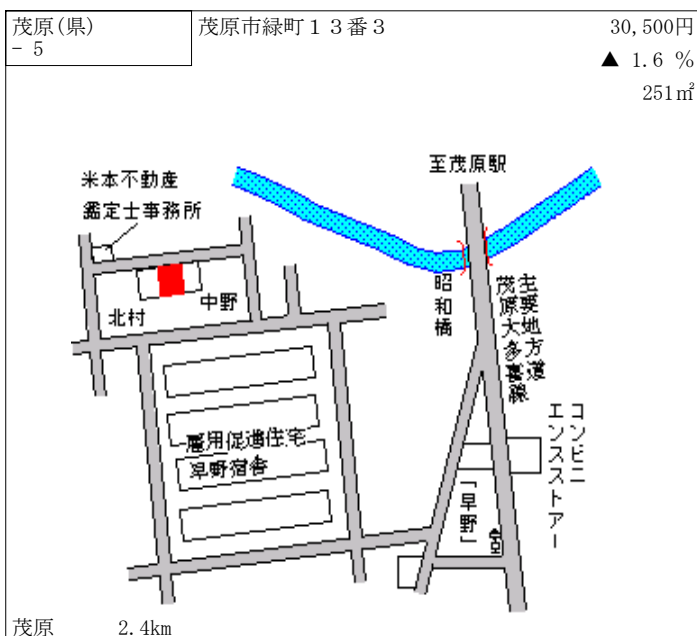 茂原(県)
- 5
茂原市緑町１３番３
30,500円
▲ 1.6 %
251㎡
米本不動産
鑑定士事務所
至茂原駅
北村
中野
昭和橋
主要地方道
茂原大多喜線
雇用促進住宅
早野宿舎
コンビニ
エンスストアー
「早野」
茂原 2.4km